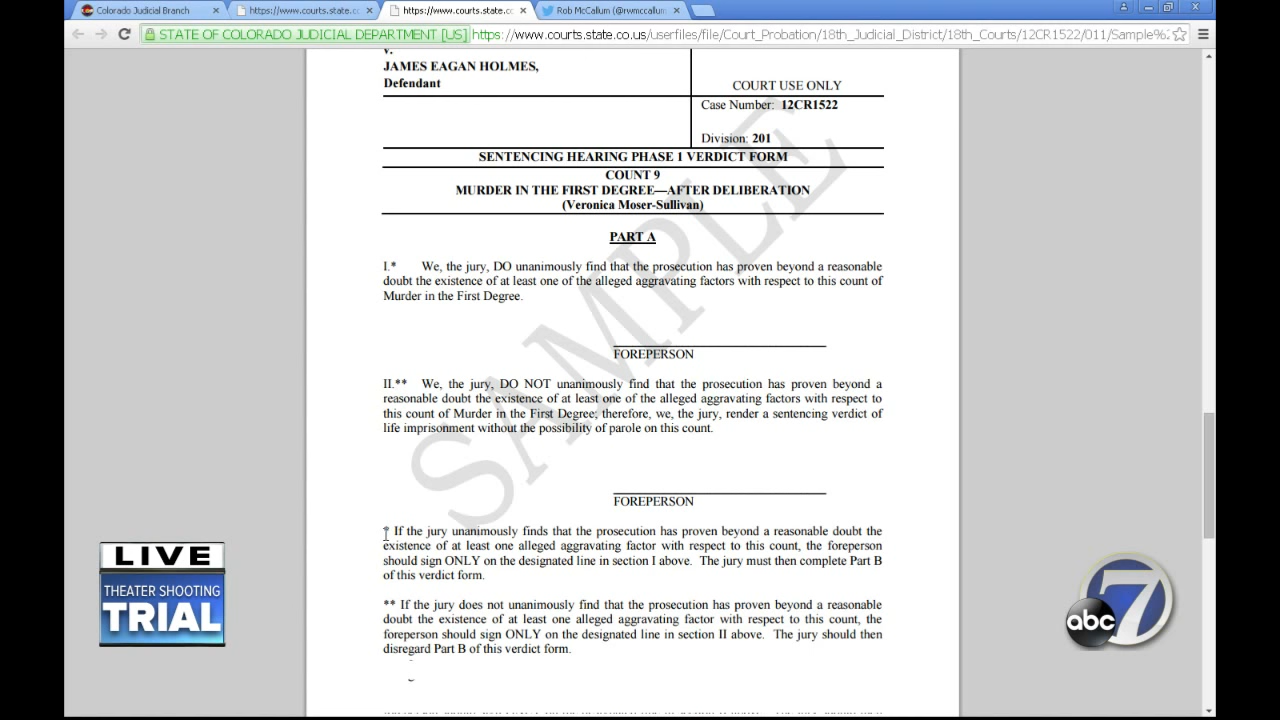 Colorado Judicial Branch
https://www.courts.state.co
https://www.courts.state.co
Rob McCallum (@rwmccallum
STATE OF COLORADO JUDICIAL DEPARTMENT [US] https://www.courts.state.co.us/userfiles/file/Court_Probation/18th_Judicial_District/18th_Courts/12CR1522/011/Sample%2
v.
JAMES EAGAN HOLMES,
Defendant
COURT USE ONLY
Case Number: 12CR1522
Division: 201
SENTENCING HEARING PHASE 1 VERDICT FORM
COUNT 9
MURDER IN THE FIRST DEGREE—AFTER DELIBERATION
(Veronica Moser-Sullivan)
PART A
I.* We, the jury, DO unanimously find that the prosecution has proven beyond a reasonable
doubt the existence of at least one of the alleged aggravating factors with respect to this count of
Murder in the First Degree.
FOREPERSON
II.** We, the jury, DO NOT unanimously find that the prosecution has proven beyond a
reasonable doubt the existence of at least one of the alleged aggravating factors with respect to
this count of Murder in the First Degree; therefore, we, the jury, render a sentencing verdict of
life imprisonment without the possibility of parole on this count.
FOREPERSON
* If the jury unanimously finds that the prosecution has proven beyond a reasonable doubt the
existence of at least one alleged aggravating factor with respect to this count, the foreperson
should sign ONLY on the designated line in section I above. The jury must then complete Part B
of this verdict form.
** If the jury does not unanimously find that the prosecution has proven beyond a reasonable
doubt the existence of at least one alleged aggravating factor with respect to this count, the
foreperson should sign ONLY on the designated line in section II above. The jury should then
disregard Part B of this verdict form.
SAMPLE
LIVE
THEATER SHOOTING
TRIAL
abc 7